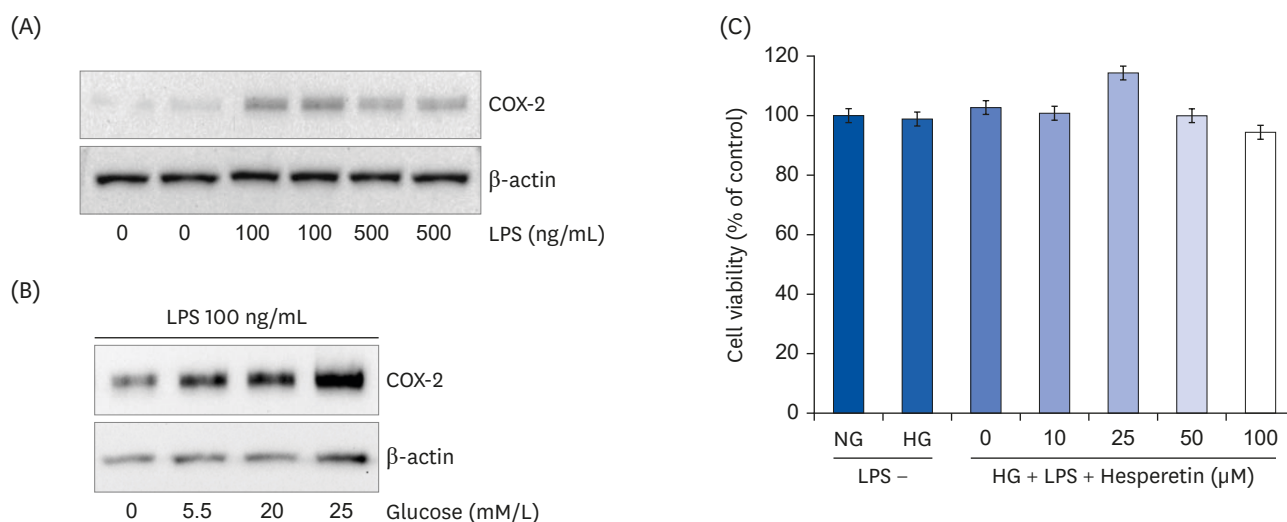 (A)
COX-2
β-actin
0 0 100 100 500 500 LPS (ng/mL)
(B)
LPS 100 ng/mL
COX-2
β-actin
0 5.5 20 25 Glucose (mM/L)
(C)
Cell viability (% of control)
120
100
80
60
40
20
0
NG HG 0 10 25 50 100
LPS – HG + LPS + Hesperetin (μM)